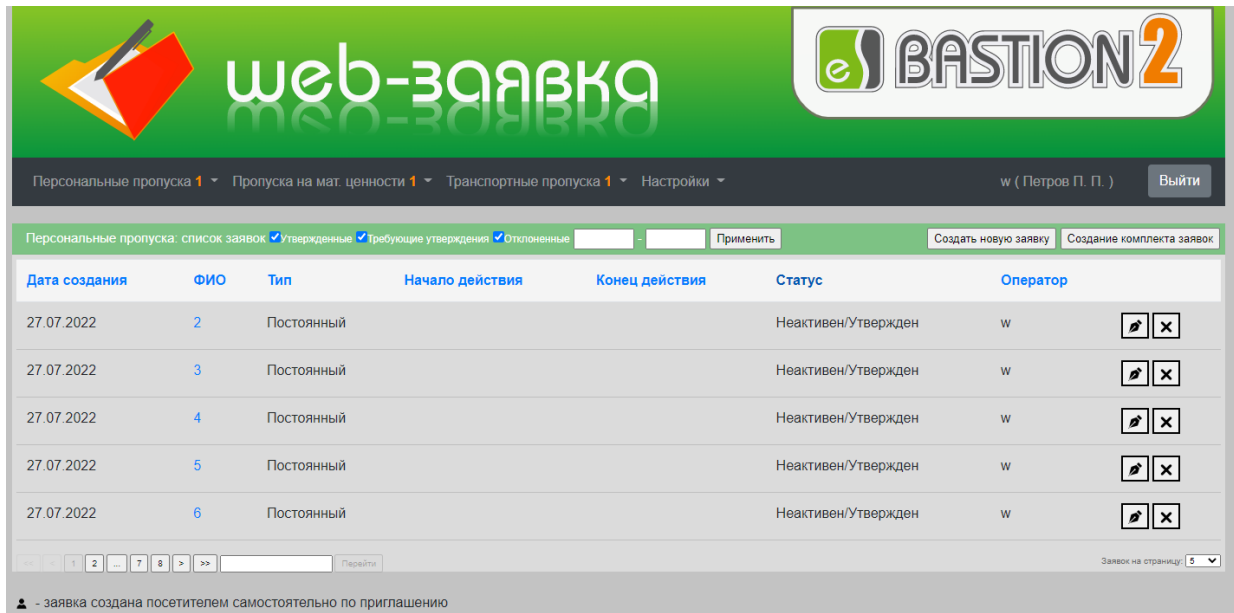 web-заявка
eS BASTION 2
Персональные пропуска 1 Пропуска на мат. ценности 1 Транспортные пропуска 1 Настройки w ( Петров П. П. ) Выйти
Персональные пропуска: список заявок Утвержденные Требующие утверждения Отклоненные - Применить Создать новую заявку Создание комплекта заявок
Дата создания ФИО Тип Начало действия Конец действия Статус Оператор
27.07.2022 2 Постоянный Неактивен/Утвержден w
27.07.2022 3 Постоянный Неактивен/Утвержден w
27.07.2022 4 Постоянный Неактивен/Утвержден w
27.07.2022 5 Постоянный Неактивен/Утвержден w
27.07.2022 6 Постоянный Неактивен/Утвержден w
<< < 1 2 ... 7 8 > >> Перейти Заявок на страницу: 5
- заявка создана посетителем самостоятельно по приглашению